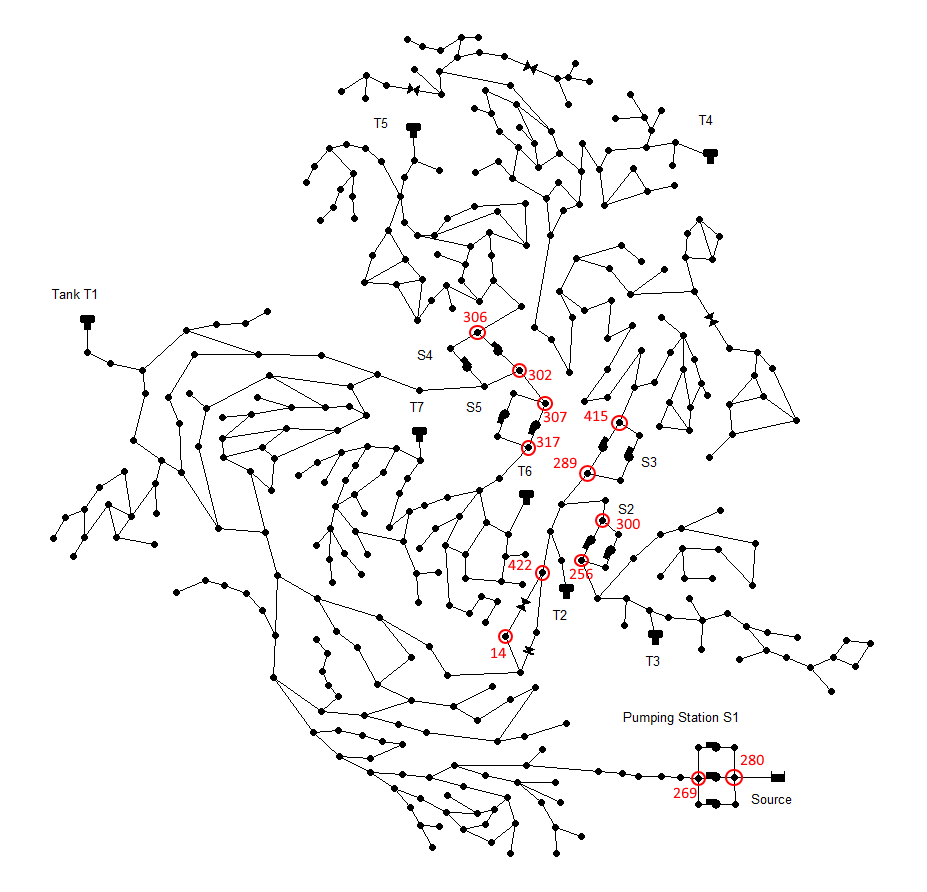 T5
T4
Tank T1
306
S4
302
T7
S5
307
415
317
289
S3
T6
S2
300
422
256
T2
14
T3
Pumping Station S1
280
269
Source